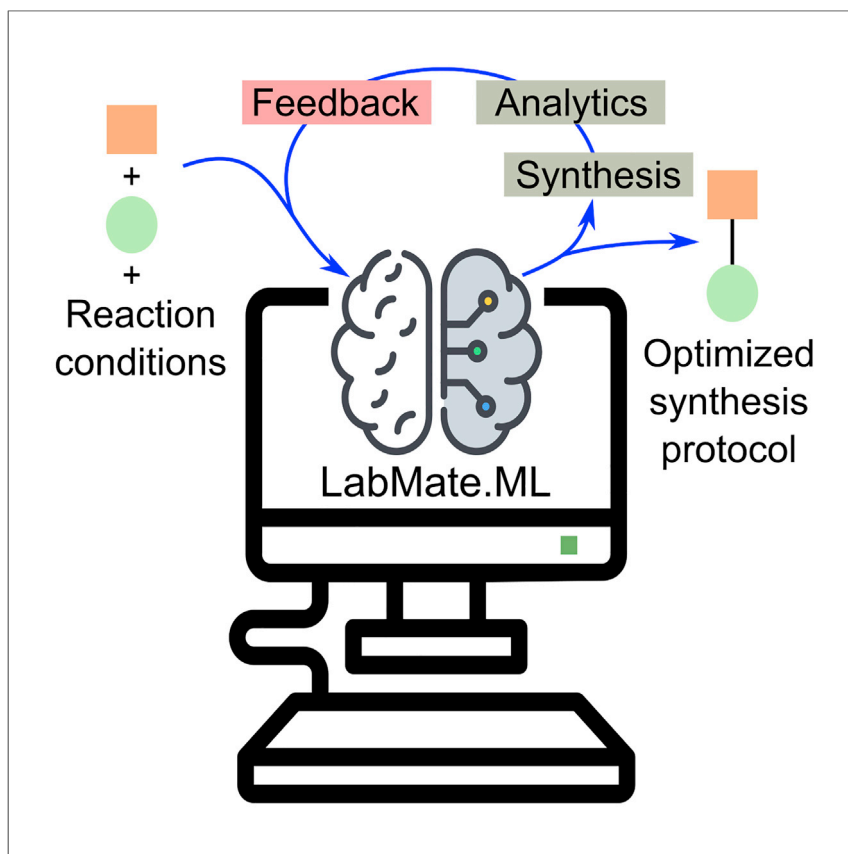 Feedback
Analytics
Synthesis
+
+
Reaction
conditions
Optimized
synthesis
protocol
LabMate.ML